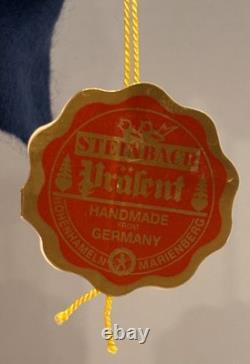 STEINBACH
Präsent
HANDMADE
FROM
GERMANY
HOHENHAMELN MARIENBERG